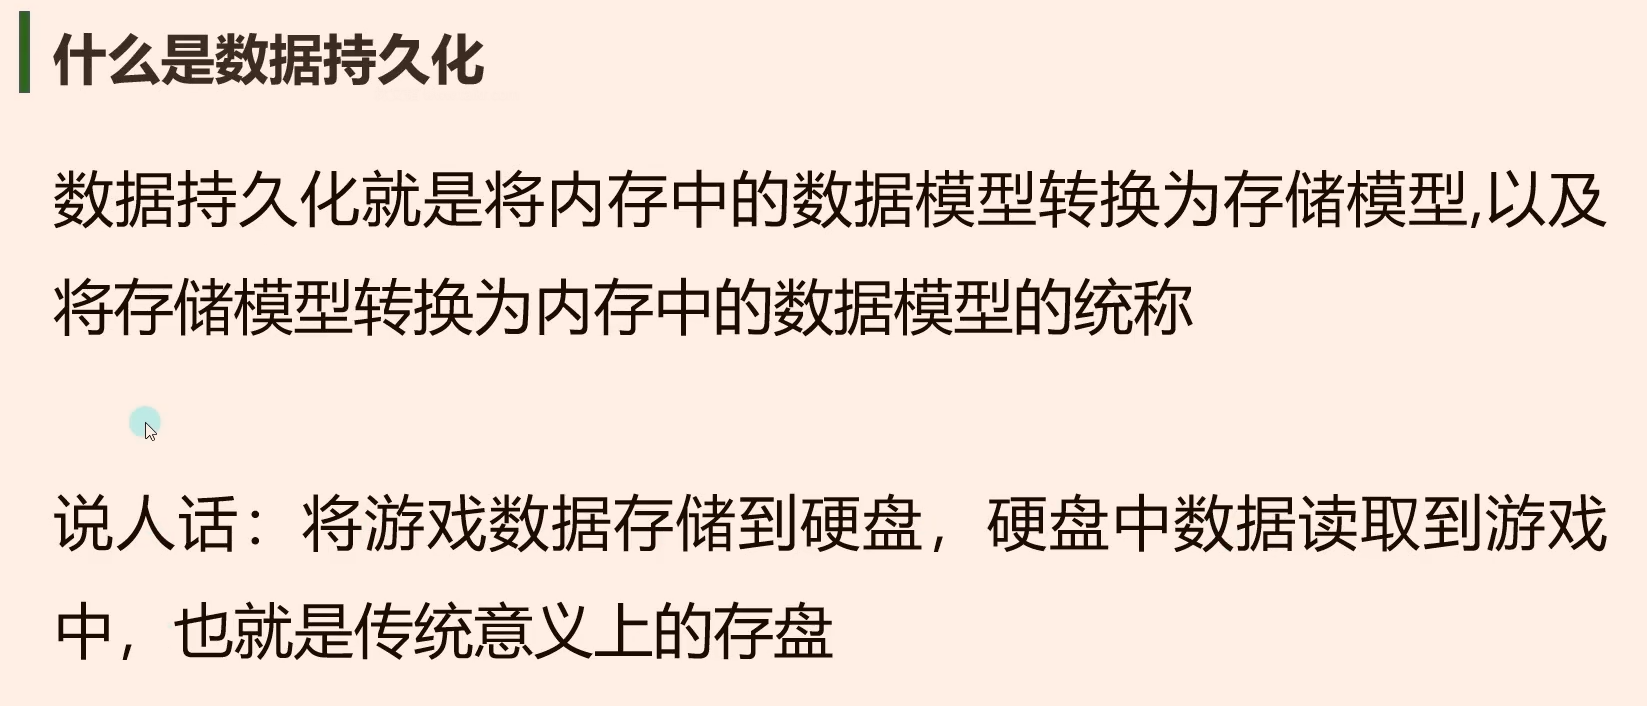 什么是数据持久化
数据持久化就是将内存中的数据模型转换为存储模型,以及
将存储模型转换为内存中的数据模型的统称
说人话：将游戏数据存储到硬盘，硬盘中数据读取到游戏
中，也就是传统意义上的存盘